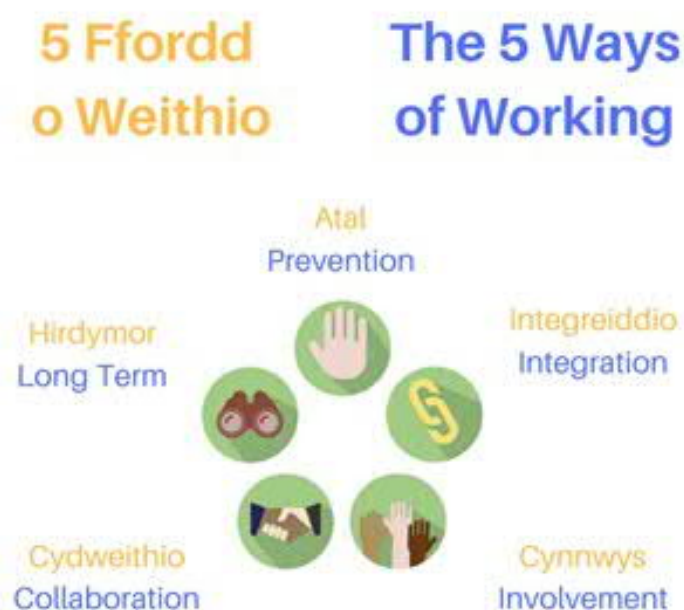 5 Ffordd
o Weithio
The 5 Ways
of Working
Atal
Prevention
Hirdymor
Long Term
Integreiddio
Integration
Cydweithio
Collaboration
Cynnwys
Involvement